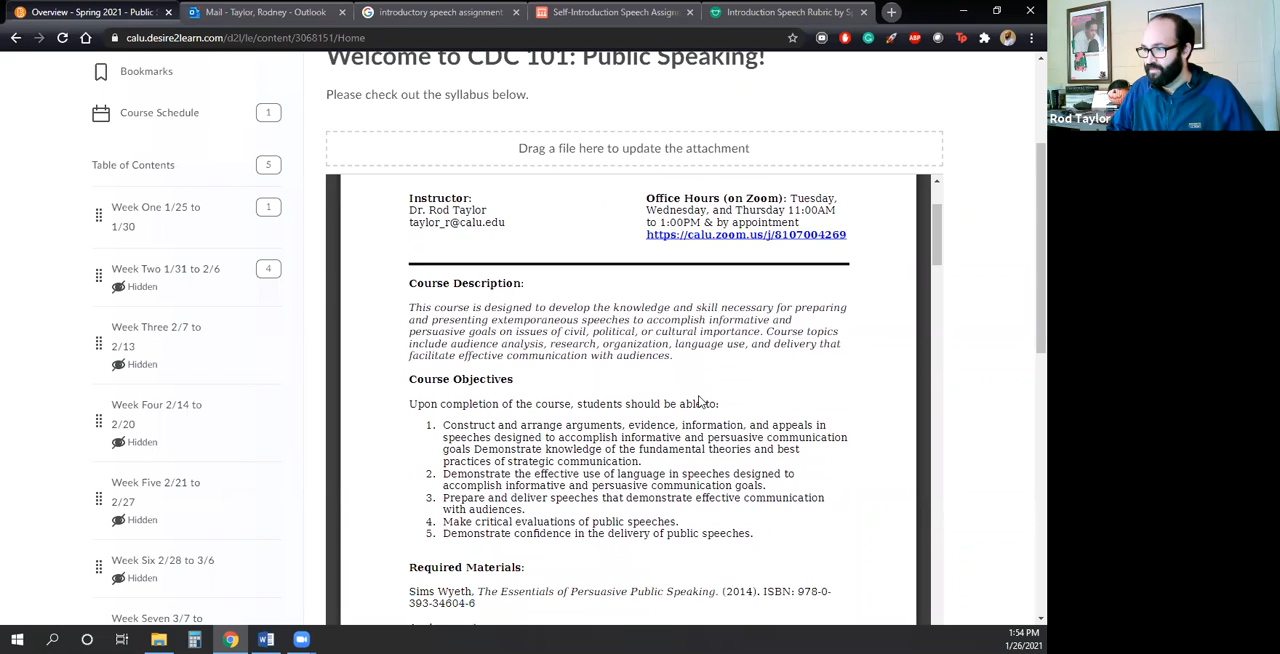 Overview - Spring 2021 - Public S
Mail - Taylor, Rodney - Outlook
introductory speech assignment
Self-Introduction Speech Assign
Introduction Speech Rubric by S
calu.desire2learn.com/d2l/le/content/3068151/Home
Rod Taylor
Bookmarks
Course Schedule
1
Table of Contents
5
Week One 1/25 to
1/30
1
Week Two 1/31 to 2/6
4
Hidden
Week Three 2/7 to
2/13
Hidden
Week Four 2/14 to
2/20
Hidden
Week Five 2/21 to
2/27
Hidden
Week Six 2/28 to 3/6
Hidden
Week Seven 3/7 to
Welcome to CDC 101: Public Speaking!
Please check out the syllabus below.
Drag a file here to update the attachment
Instructor:
Dr. Rod Taylor
taylor_r@calu.edu
Office Hours (on Zoom): Tuesday,
Wednesday, and Thursday 11:00AM
to 1:00PM & by appointment
https://calu.zoom.us/j/8107004269
Course Description:
This course is designed to develop the knowledge and skill necessary for preparing
and presenting extemporaneous speeches to accomplish informative and
persuasive goals on issues of civil, political, or cultural importance. Course topics
include audience analysis, research, organization, language use, and delivery that
facilitate effective communication with audiences.
Course Objectives
Upon completion of the course, students should be able to:
1. Construct and arrange arguments, evidence, information, and appeals in
speeches designed to accomplish informative and persuasive communication
goals Demonstrate knowledge of the fundamental theories and best
practices of strategic communication.
2. Demonstrate the effective use of language in speeches designed to
accomplish informative and persuasive communication goals.
3. Prepare and deliver speeches that demonstrate effective communication
with audiences.
4. Make critical evaluations of public speeches.
5. Demonstrate confidence in the delivery of public speeches.
Required Materials:
Sims Wyeth, The Essentials of Persuasive Public Speaking. (2014). ISBN: 978-0-
393-34604-6
1:54 PM
1/26/2021